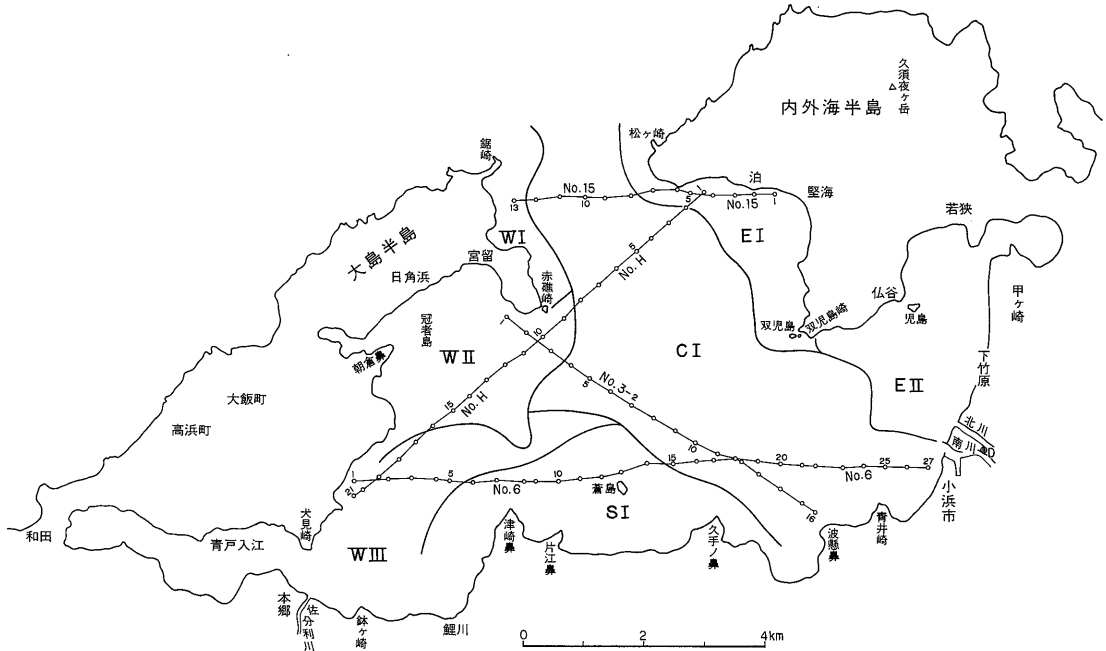 久須夜ヶ岳
内外海半島
松ヶ崎
鋸崎
泊
堅海
No.15
No.15
13
10
5
1
1
若狭
WI
EI
大島半島
宮留
日角浜
赤礁崎
5
No.H
仏谷
児島
甲ヶ崎
双児島
双児島崎
冠者島
1
10
朝倉鼻
WII
CI
EII
下竹原
大飯町
15
No.H
5
No.3-2
高浜町
北川
南川
D
10
1
21
5
No.6
10
15
20
No.6
25
27
蒼島
SI
16
小浜市
犬見崎
津崎鼻
片江鼻
久手ノ鼻
波懸鼻
青井崎
和田
青戸入江
WIII
本郷
佐分利川
鉢ヶ崎
鯉川
0 2 4km